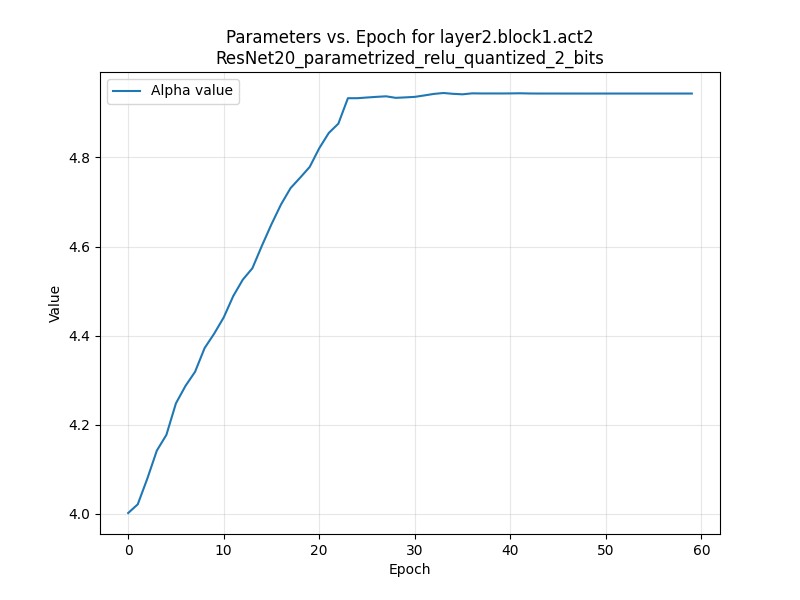 Parameters vs. Epoch for layer2.block1.act2
ResNet20_parametrized_relu_quantized_2_bits
Alpha value
4.8
4.6
4.4
4.2
4.0
Value
0 10 20 30 40 50 60
Epoch